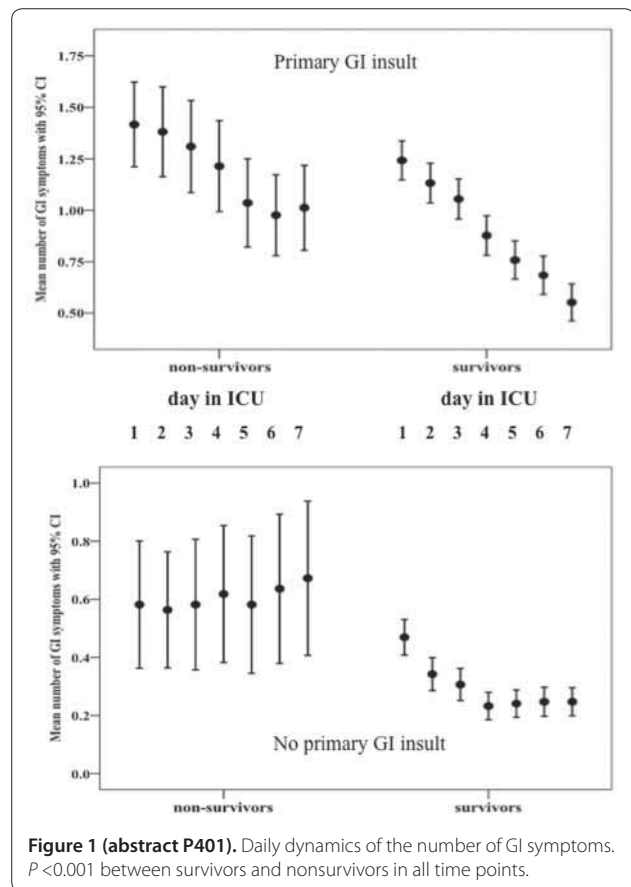 Primary GI insult
Mean number of GI symptoms with 95% CI
1.75
1.50
1.25
1.00
0.75
0.50
non-survivors survivors
day in ICU day in ICU
1 2 3 4 5 6 7 1 2 3 4 5 6 7
Mean number of GI symptoms with 95% CI
1.0
0.8
0.6
0.4
0.2
0.0
No primary GI insult
non-survivors survivors
Figure 1 (abstract P401). Daily dynamics of the number of GI symptoms.
P <0.001 between survivors and nonsurvivors in all time points.